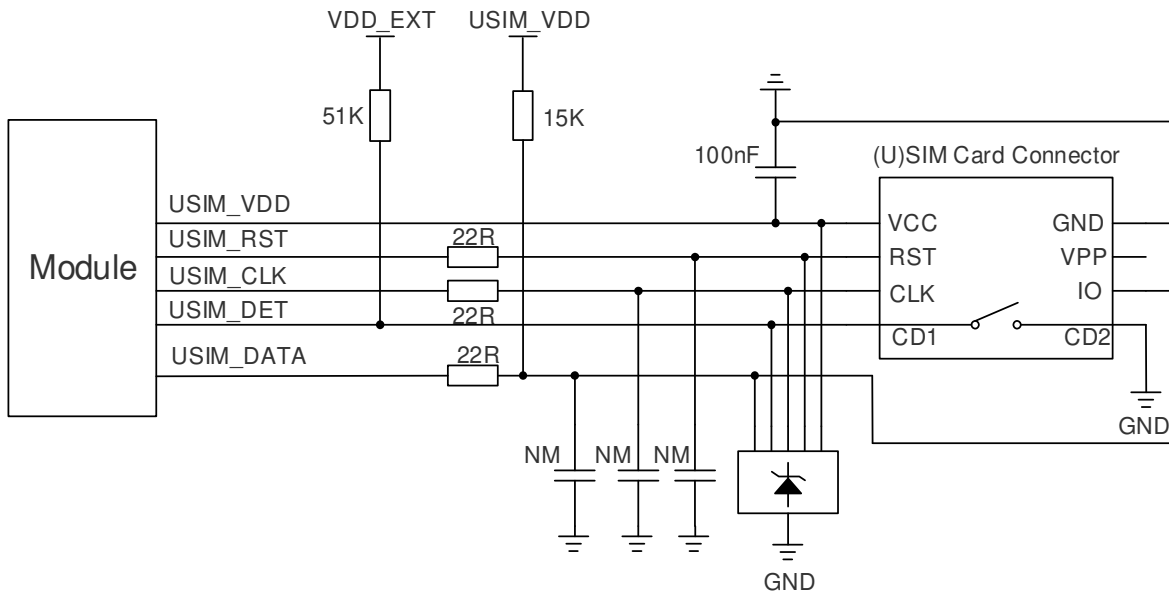 VDD_EXT USIM_VDD
51K 15K
100nF (U)SIM Card Connector
Module
USIM_VDD VCC GND
USIM_RST 22R RST VPP
USIM_CLK CLK IO
USIM_DET 22R CD1 CD2
USIM_DATA 22R
GND
NM NM NM
GND